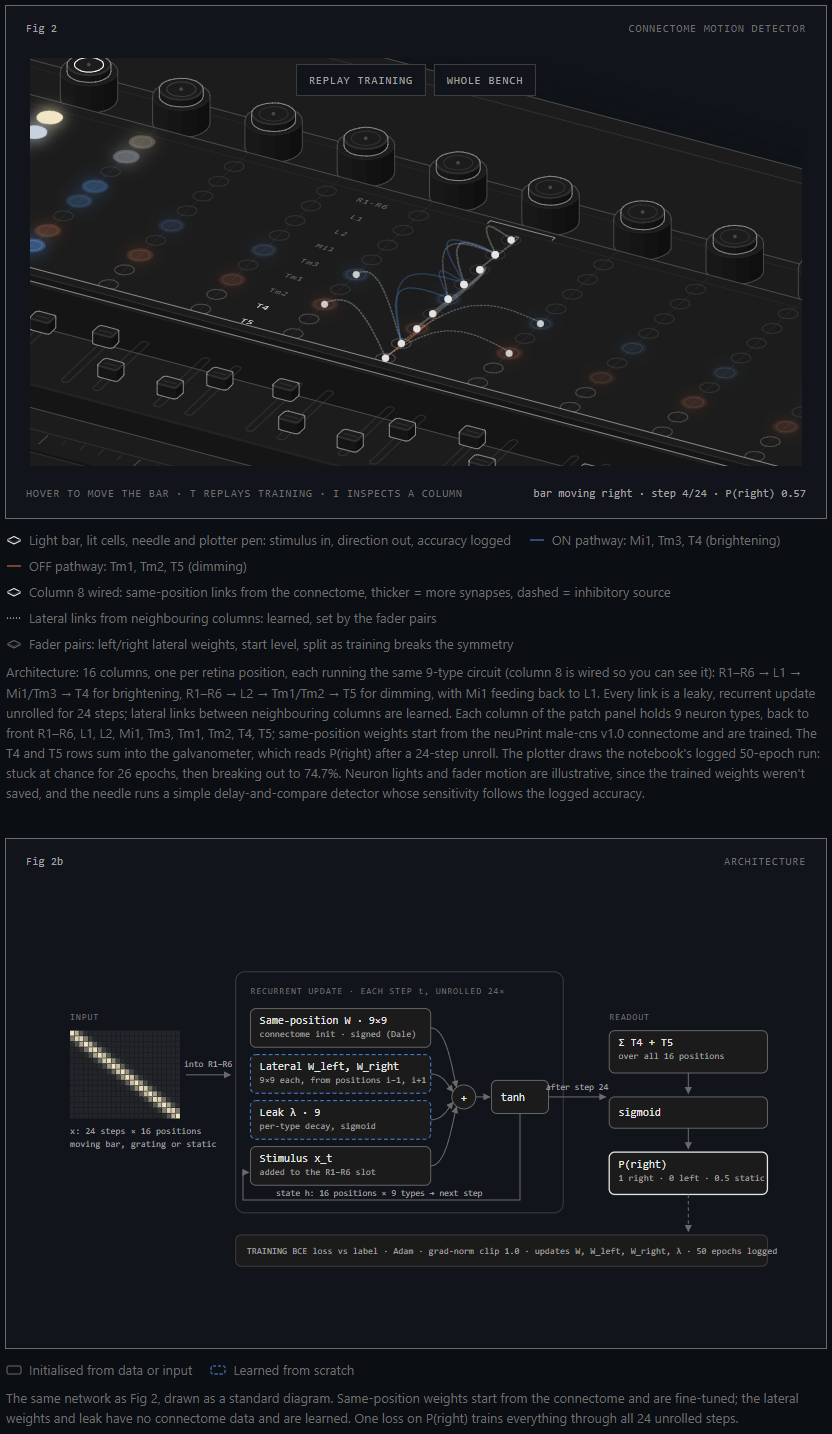 Fig 2
CONNECTOME MOTION DETECTOR
REPLAY TRAINING
WHOLE BENCH
R1-R6
L1
L2
Mi1
Tm3
Tm1
Tm2
T4
T5
HOVER TO MOVE THE BAR · T REPLAYS TRAINING · I INSPECTS A COLUMN
bar moving right · step 4/24 · P(right) 0.57
Light bar, lit cells, needle and plotter pen: stimulus in, direction out, accuracy logged
ON pathway: Mi1, Tm3, T4 (brightening)
OFF pathway: Tm1, Tm2, T5 (dimming)
Column 8 wired: same-position links from the connectome, thicker = more synapses, dashed = inhibitory source
Lateral links from neighbouring columns: learned, set by the fader pairs
Fader pairs: left/right lateral weights, start level, split as training breaks the symmetry
Architecture: 16 columns, one per retina position, each running the same 9-type circuit (column 8 is wired so you can see it): R1–R6 → L1 →
Mi1/Tm3 → T4 for brightening, R1–R6 → L2 → Tm1/Tm2 → T5 for dimming, with Mi1 feeding back to L1. Every link is a leaky, recurrent update
unrolled for 24 steps; lateral links between neighbouring columns are learned. Each column of the patch panel holds 9 neuron types, back to
front R1–R6, L1, L2, Mi1, Tm3, Tm1, Tm2, T4, T5; same-position weights start from the neuPrint male-cns v1.0 connectome and are trained. The
T4 and T5 rows sum into the galvanometer, which reads P(right) after a 24-step unroll. The plotter draws the notebook's logged 50-epoch run:
stuck at chance for 26 epochs, then breaking out to 74.7%. Neuron lights and fader motion are illustrative, since the trained weights weren't
saved, and the needle runs a simple delay-and-compare detector whose sensitivity follows the logged accuracy.
Fig 2b
ARCHITECTURE
RECURRENT UPDATE · EACH STEP t, UNROLLED 24×
INPUT
into R1–R6
x: 24 steps × 16 positions
moving bar, grating or static
Same-position W · 9×9
connectome init · signed (Dale)
Lateral W_left, W_right
9×9 each, from positions i−1, i+1
Leak λ · 9
per-type decay, sigmoid
Stimulus x_t
added to the R1–R6 slot
+
tanh
state h: 16 positions × 9 types → next step
after step 24
READOUT
Σ T4 + T5
over all 16 positions
sigmoid
P(right)
1 right · 0 left · 0.5 static
TRAINING BCE loss vs label · Adam · grad-norm clip 1.0 · updates W, W_left, W_right, λ · 50 epochs logged
Initialised from data or input
Learned from scratch
The same network as Fig 2, drawn as a standard diagram. Same-position weights start from the connectome and are fine-tuned; the lateral
weights and leak have no connectome data and are learned. One loss on P(right) trains everything through all 24 unrolled steps.